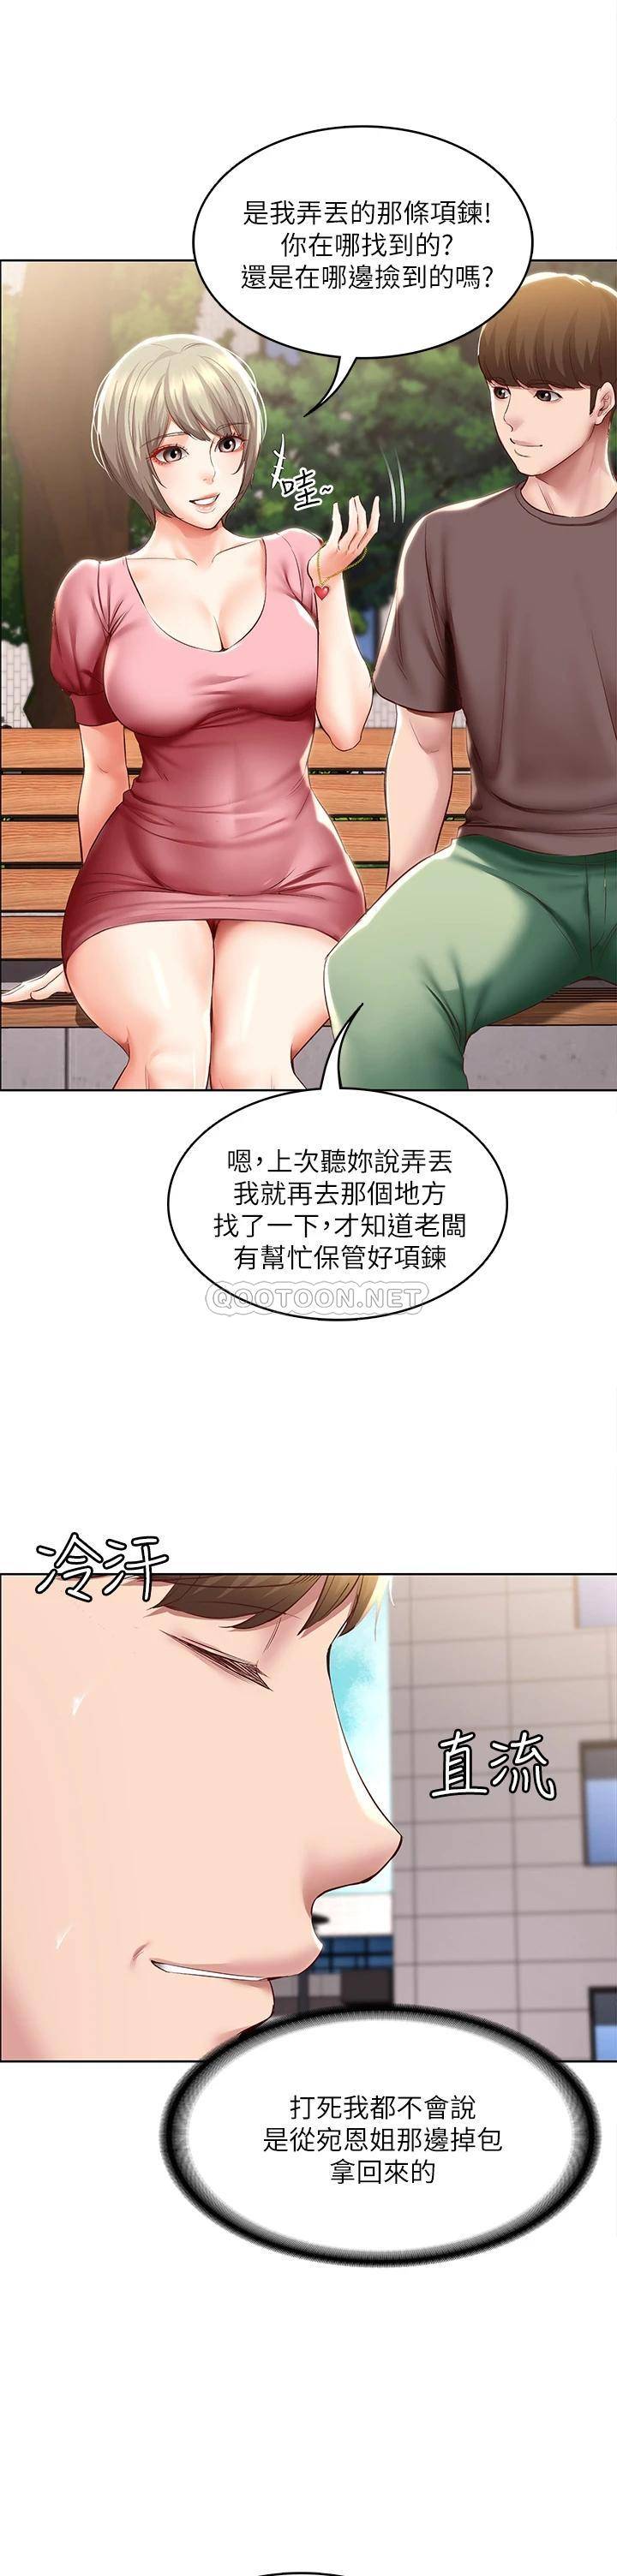 是我弄丟的那條項鍊!
你在哪找到的?
還是在哪邊撿到的嗎?
哇~
嗯,上次聽妳說弄丟
我就再去那個地方
找了一下,才知道老闆
有幫忙保管好項鍊
QOOTOON.NET
冷汗
直流
打死我都不會說
是從宛恩姐那邊掉包
拿回來的